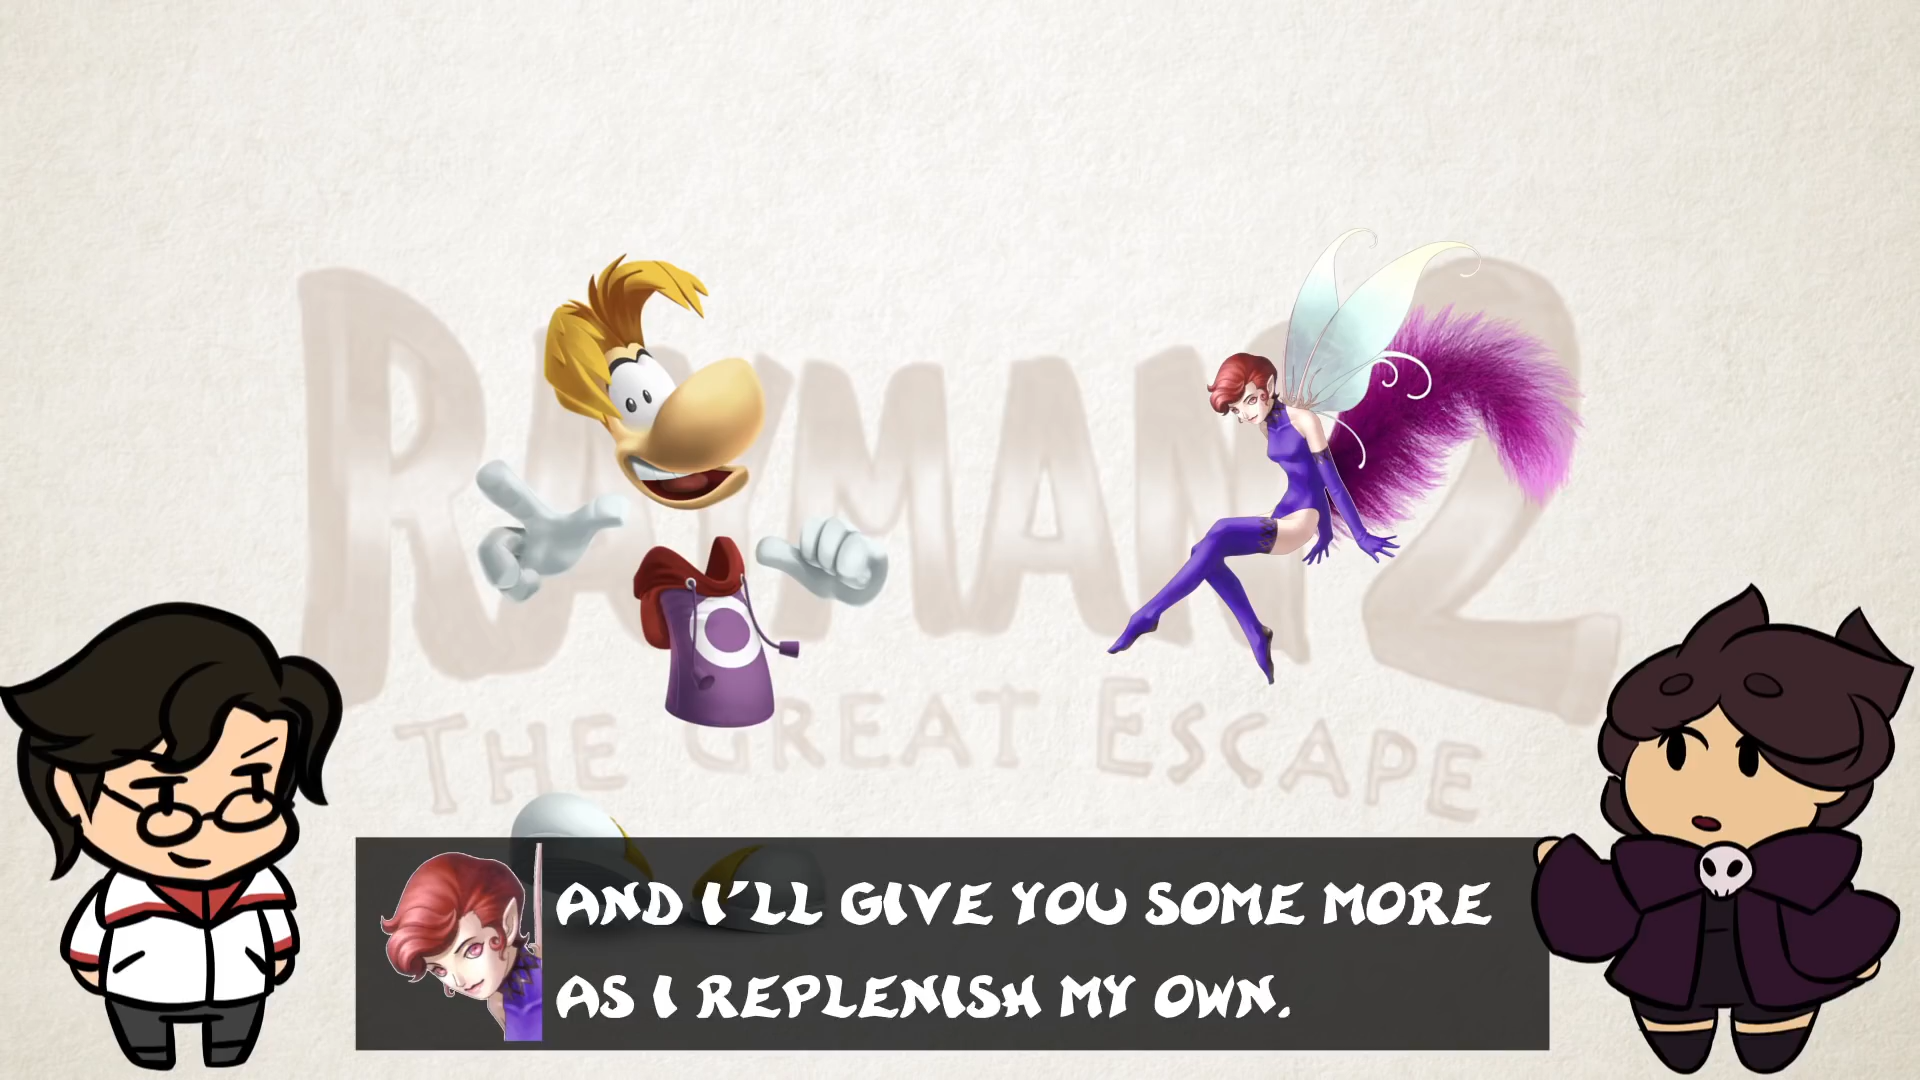 RAYMAN 2
THE GREAT ESCAPE
AND I'LL GIVE YOU SOME MORE
AS I REPLENISH MY OWN.